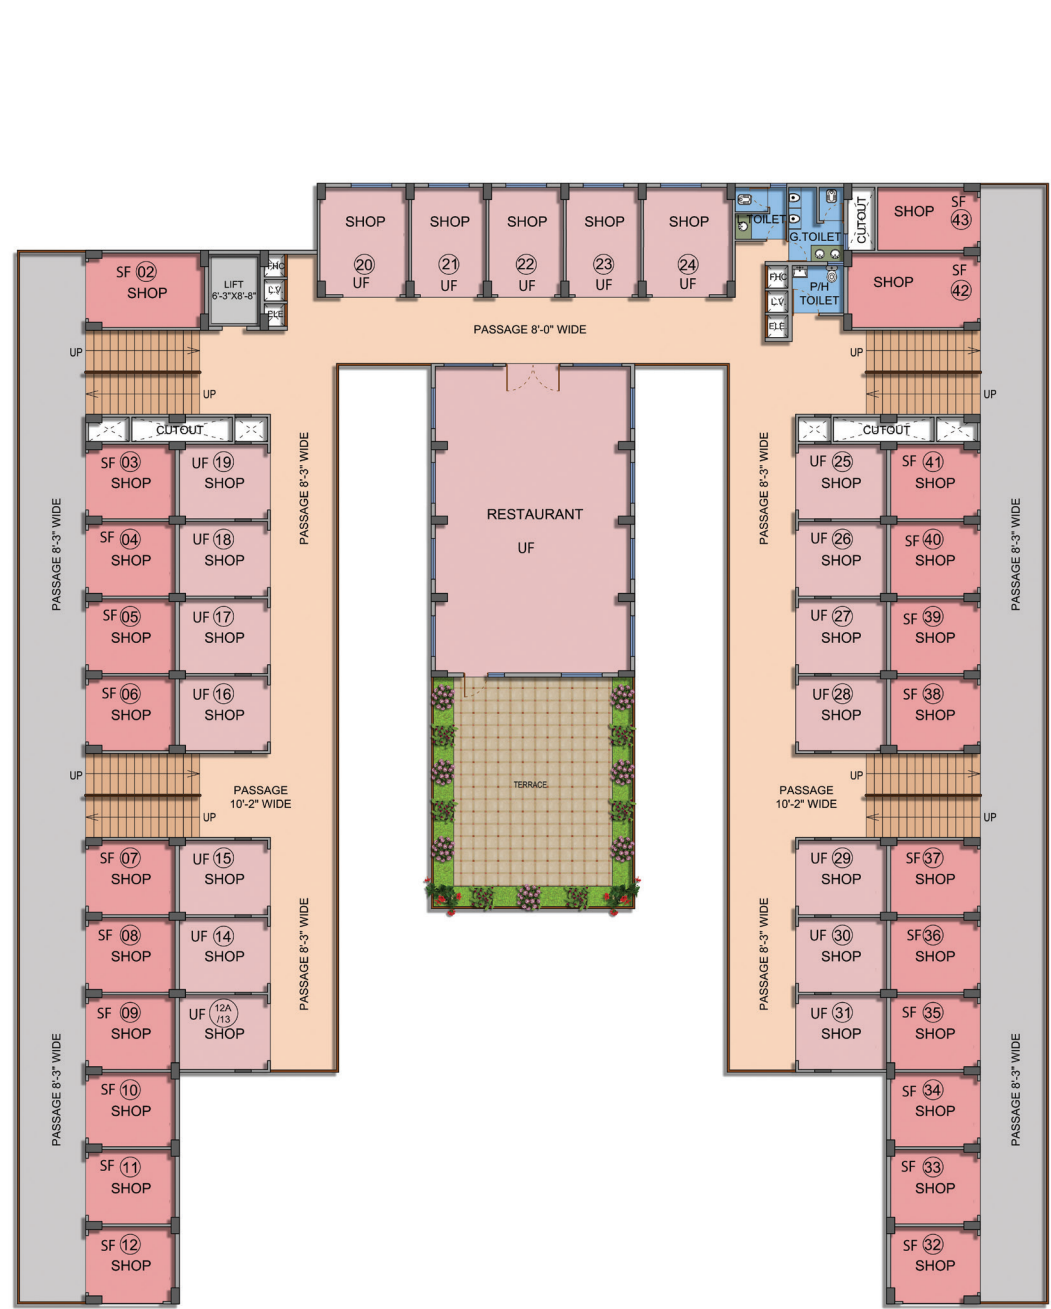 SHOP
20
UF
SHOP
21
UF
SHOP
22
UF
SHOP
23
UF
SHOP
24
UF
L.TOILET
G.TOILET
CUTOUT
SHOP
SF
43
SF 02
SHOP
LIFT
6'-3"X8'-8"
FHC
L.V.
ELE
FHC
L.V.
ELE
P/H
TOILET
SHOP
SF
42
PASSAGE 8'-0" WIDE
UP
UP
UP
UP
CUTOUT
CUTOUT
SF 03
SHOP
UF 19
SHOP
UF 25
SHOP
SF 41
SHOP
PASSAGE 8'-3" WIDE
PASSAGE 8'-3" WIDE
PASSAGE 8'-3" WIDE
PASSAGE 8'-3" WIDE
RESTAURANT
UF
SF 04
SHOP
UF 18
SHOP
UF 26
SHOP
SF 40
SHOP
SF 05
SHOP
UF 17
SHOP
UF 27
SHOP
SF 39
SHOP
SF 06
SHOP
UF 16
SHOP
UF 28
SHOP
SF 38
SHOP
UP
UP
PASSAGE
10'-2" WIDE
TERRACE
PASSAGE
10'-2" WIDE
UP
UP
SF 07
SHOP
UF 15
SHOP
UF 29
SHOP
SF 37
SHOP
SF 08
SHOP
UF 14
SHOP
UF 30
SHOP
SF 36
SHOP
PASSAGE 8'-3" WIDE
PASSAGE 8'-3" WIDE
SF 09
SHOP
UF 12A
/13
SHOP
UF 31
SHOP
SF 35
SHOP
PASSAGE 8'-3" WIDE
PASSAGE 8'-3" WIDE
SF 10
SHOP
SF 34
SHOP
SF 11
SHOP
SF 33
SHOP
SF 12
SHOP
SF 32
SHOP